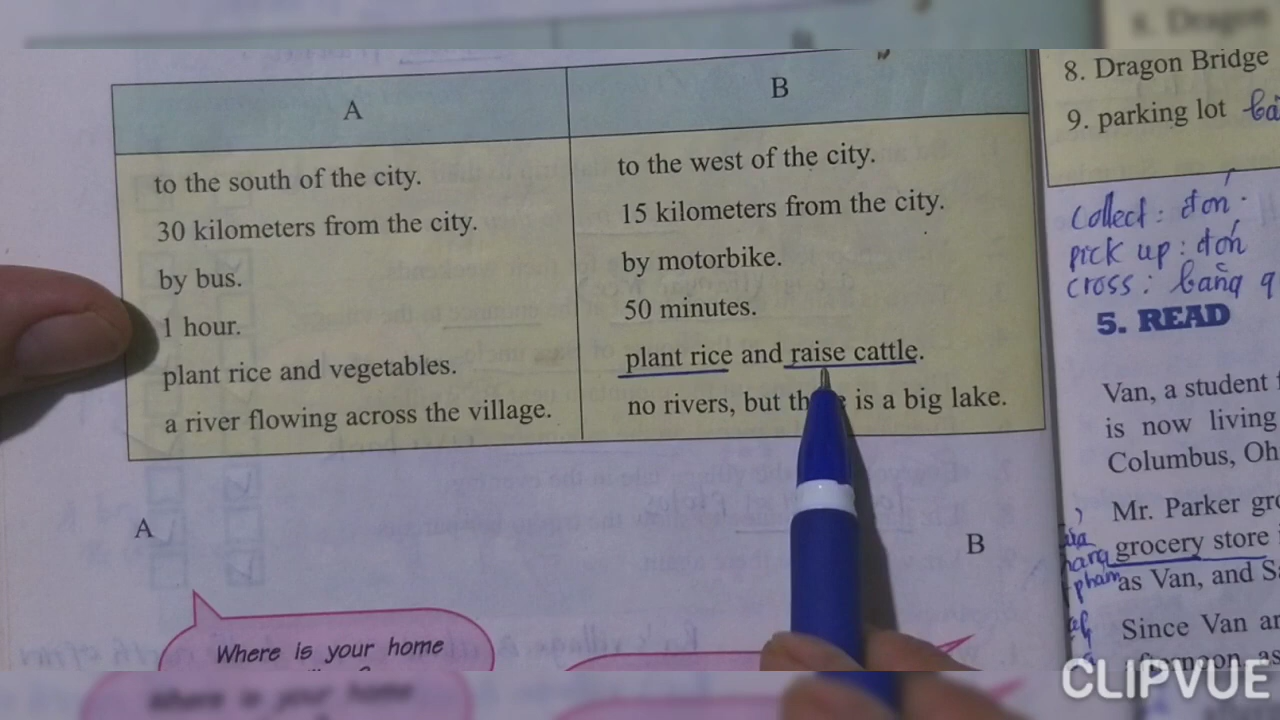 A
B
to the south of the city.
30 kilometers from the city.
by bus.
1 hour.
plant rice and vegetables.
a river flowing across the village.
to the west of the city.
15 kilometers from the city.
by motorbike.
50 minutes.
plant rice and raise cattle.
no rivers, but is a big lake.
A
B
Where is your home
8. Dragon Bridge
9. parking lot
collect: đón.
pick up: đón
cross: băng q
5. READ
Van, a student
is now living
Columbus, Oh
Mr. Parker gr
grocery store
as Van, and S
Since Van ar
afternoon, as
CLIPVUE